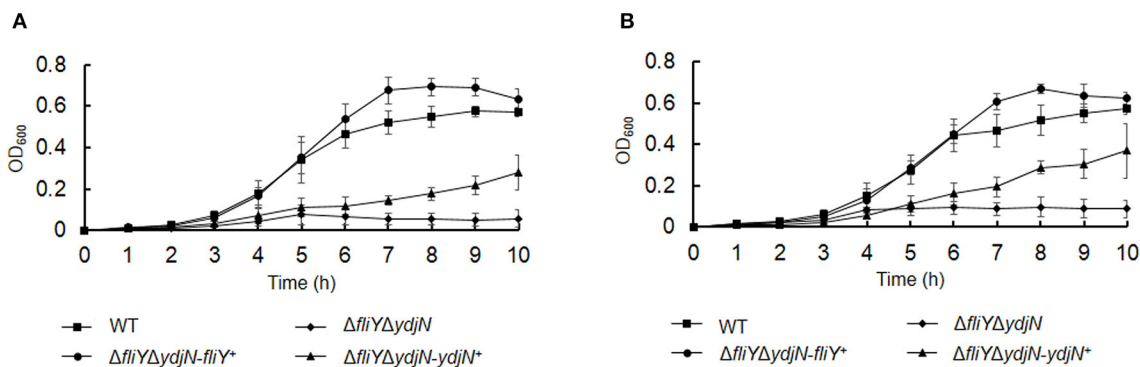 A
0.8
0.6
0.4
0.2
0
OD600
0 1 2 3 4 5 6 7 8 9 10
Time (h)
WT
ΔfliYΔydjN
ΔfliYΔydjN-fliY+
ΔfliYΔydjN-ydjN+
B
0.8
0.6
0.4
0.2
0
OD600
0 1 2 3 4 5 6 7 8 9 10
Time (h)
WT
ΔfliYΔydjN
ΔfliYΔydjN-fliY+
ΔfliYΔydjN-ydjN+